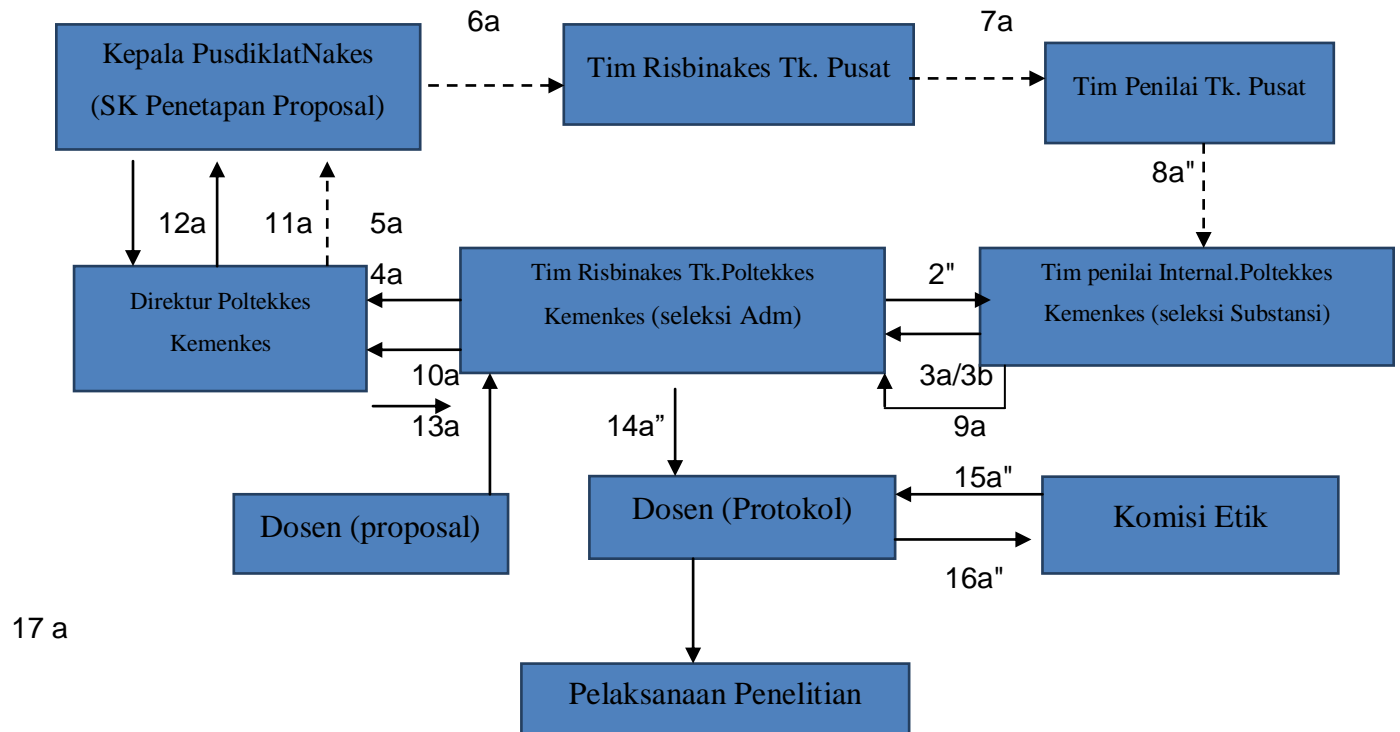 6a
7a
Kepala PusdiklatNakes
(SK Penetapan Proposal)
Tim Risbinakes Tk. Pusat
Tim Penilai Tk. Pusat
8a"
12a
11a
5a
4a
Direktur Poltekkes
Kemenkes
Tim Risbinakes Tk.Poltekkes
Kemenkes (seleksi Adm)
2"
Tim penilai Internal.Poltekkes
Kemenkes (seleksi Substansi)
10a
3a/3b
13a
14a”
9a
15a"
Dosen (proposal)
Dosen (Protokol)
Komisi Etik
16a"
17 a
Pelaksanaan Penelitian